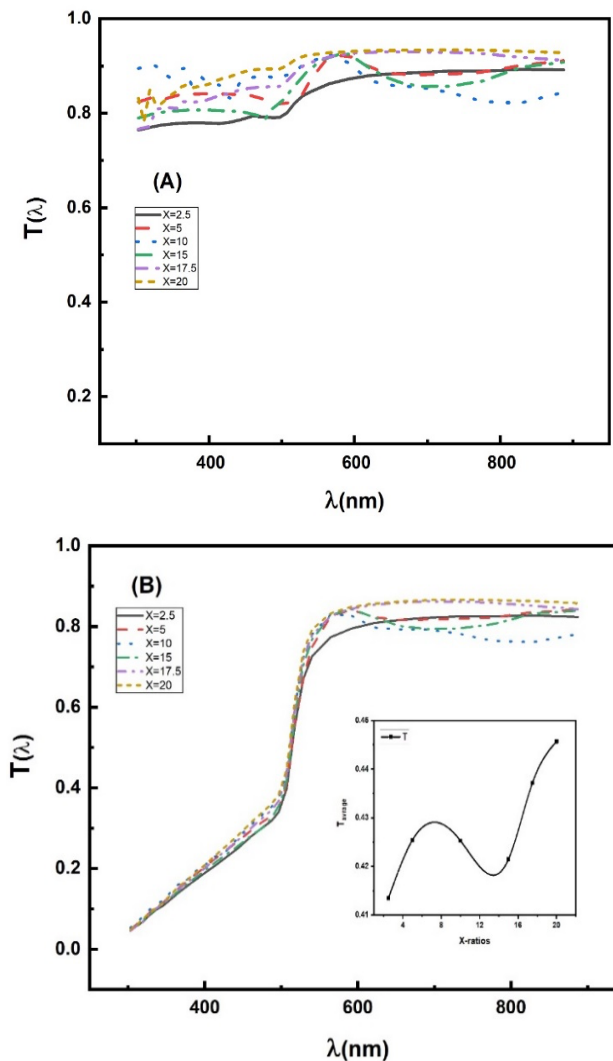 1.0
0.8
0.6
0.4
0.2
T(λ)
(A)
X=2.5
X=5
X=10
X=15
X=17.5
X=20
400
600
800
λ(nm)
1.0
0.8
0.6
0.4
0.2
0.0
T(λ)
(B)
X=2.5
X=5
X=10
X=15
X=17.5
X=20
0.46
0.44
0.43
0.42
0.41
T average
T
4
8
12
16
20
X-ratios
400
600
800
λ(nm)